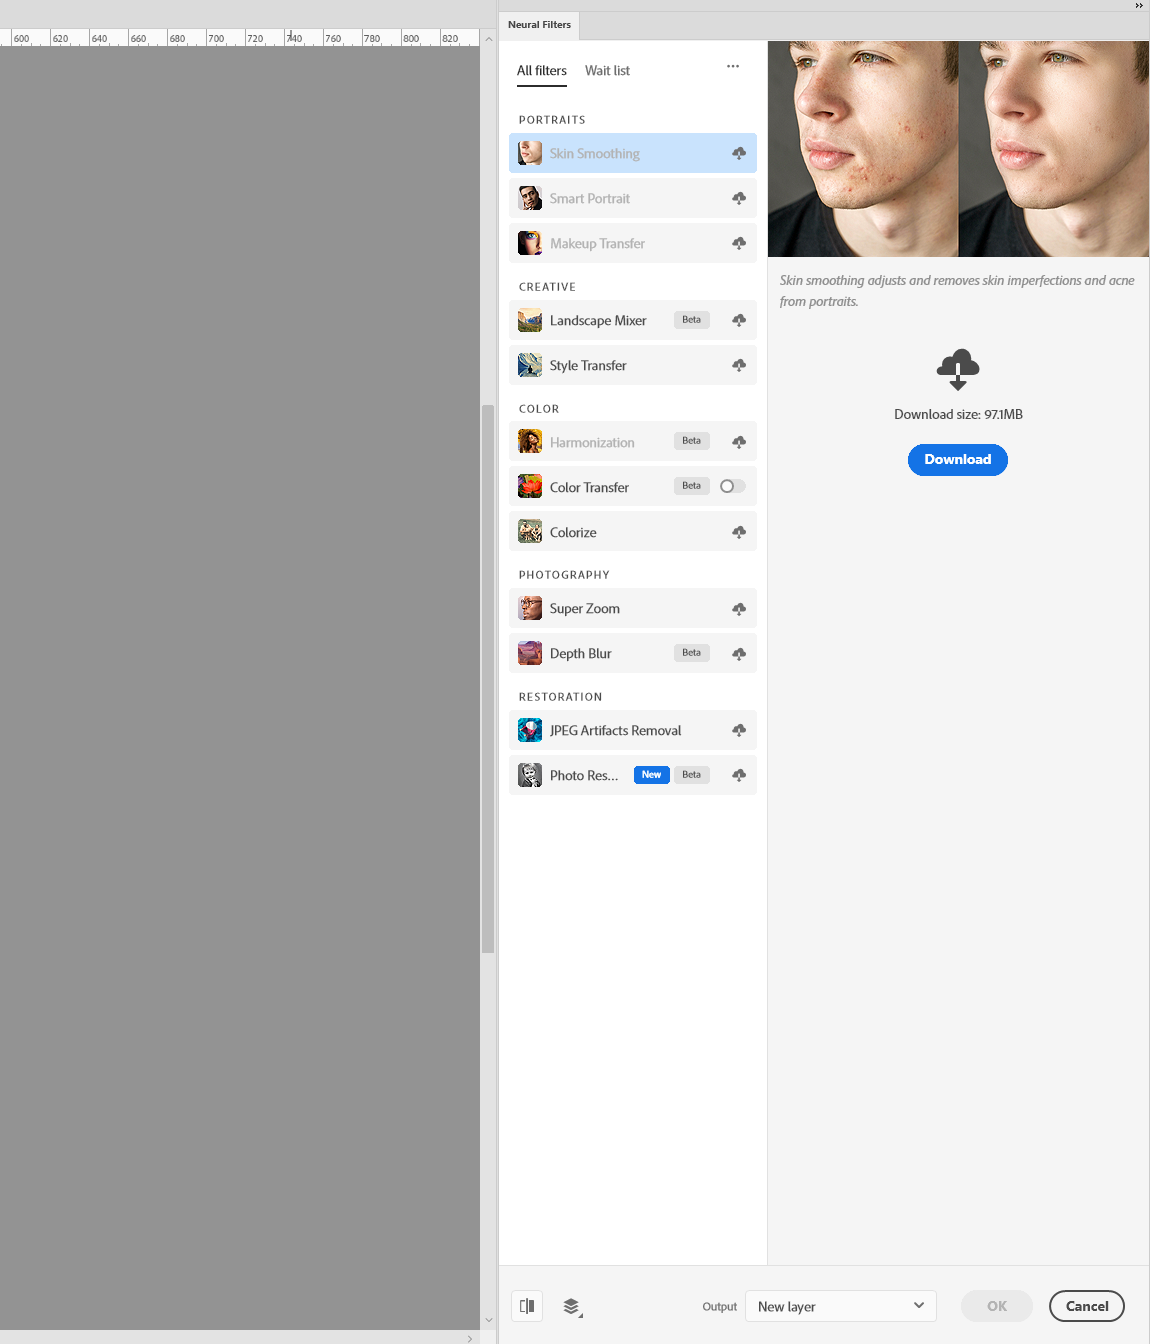 Neural Filters
600 620 640 660 680 700 720 740 760 780 800 820
All filters Wait list
PORTRAITS
Skin Smoothing
Smart Portrait
Makeup Transfer
CREATIVE
Landscape Mixer Beta
Style Transfer
COLOR
Harmonization Beta
Color Transfer Beta
Colorize
PHOTOGRAPHY
Super Zoom
Depth Blur Beta
RESTORATION
JPEG Artifacts Removal
Photo Res... New Beta
Skin smoothing adjusts and removes skin imperfections and acne
from portraits.
Download size: 97.1MB
Download
Output New layer OK Cancel